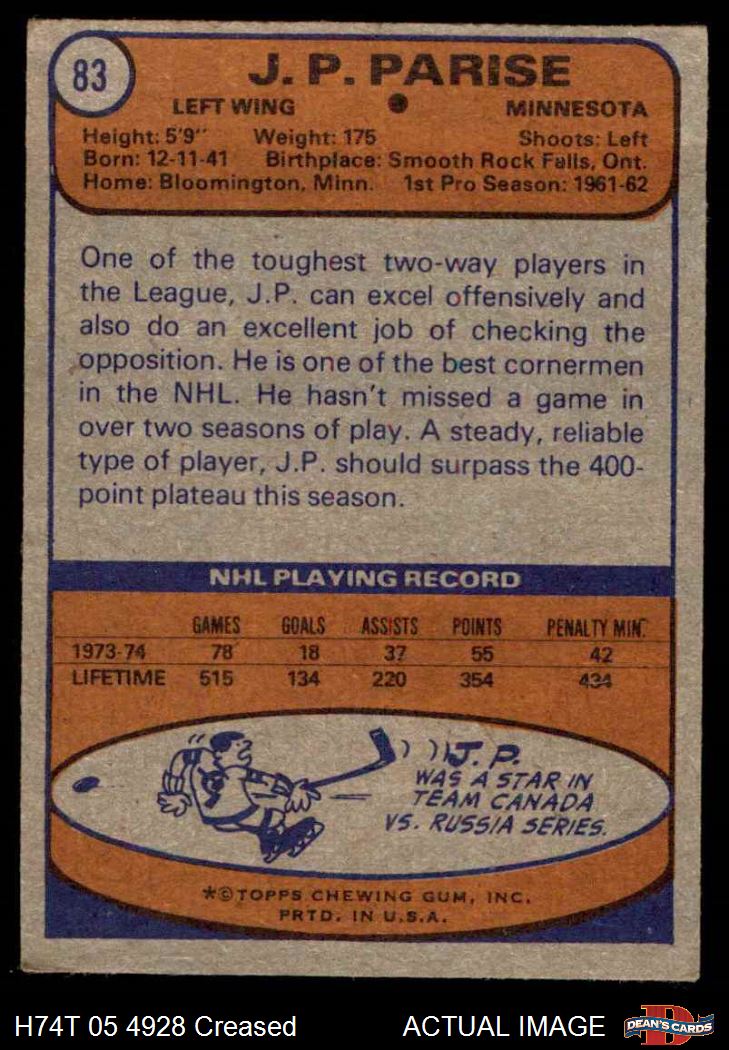 83
J. P. PARISE
LEFT WING MINNESOTA
Height: 5'9" Weight: 175 Shoots: Left
Born: 12-11-41 Birthplace: Smooth Rock Falls, Ont.
Home: Bloomington, Minn. 1st Pro Season: 1961-62
One of the toughest two-way players in
the League, J.P. can excel offensively and
also do an excellent job of checking the
opposition. He is one of the best cornermen
in the NHL. He hasn't missed a game in
over two seasons of play. A steady, reliable
type of player, J.P. should surpass the 400-
point plateau this season.
NHL PLAYING RECORD
GAMES GOALS ASSISTS POINTS PENALTY MIN.
1973-74 78 18 37 55 42
LIFETIME 515 134 220 354 434
J. P.
WAS A STAR IN
TEAM CANADA
VS. RUSSIA SERIES.
*©TOPPS CHEWING GUM, INC.
PRTD. IN U.S.A.
H74T 05 4928 Creased ACTUAL IMAGE
D
DEAN'S CARDS